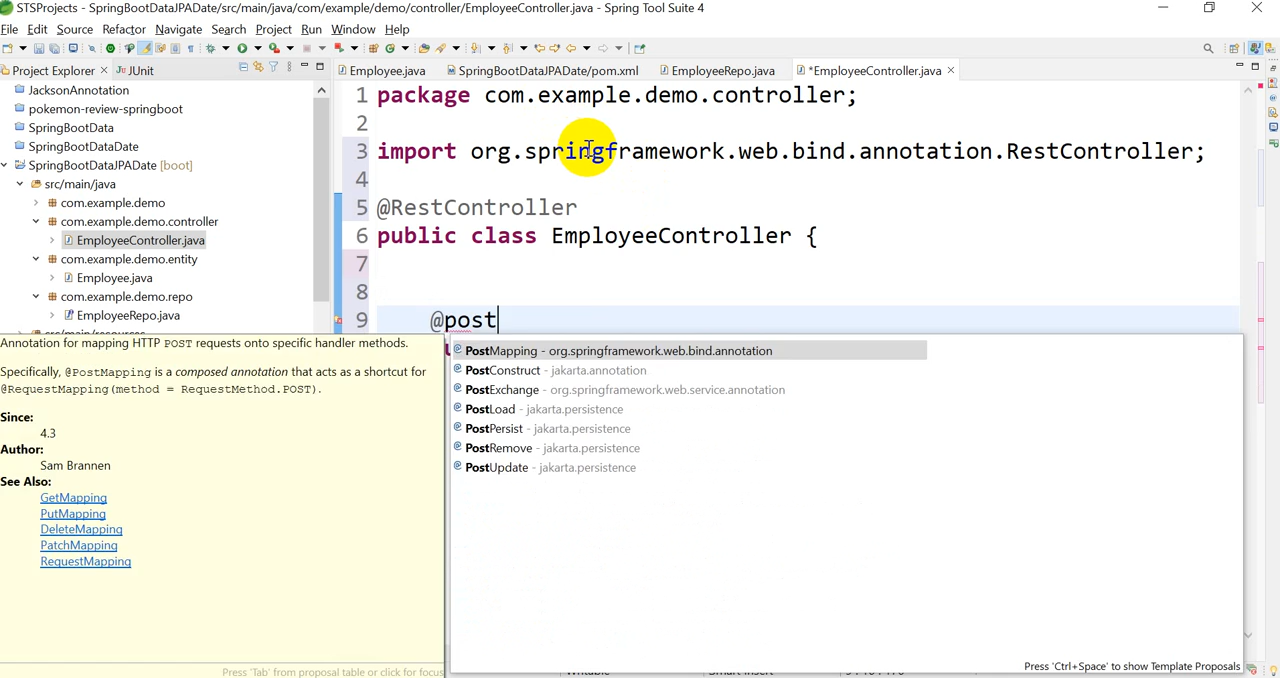 STSProjects - SpringBootDataJPADate/src/main/java/com/example/demo/controller/EmployeeController.java - Spring Tool Suite 4
File Edit Source Refactor Navigate Search Project Run Window Help
Project Explorer JUnit
Employee.java SpringBootDataJPADate/pom.xml EmployeeRepo.java *EmployeeController.java
JacksonAnnotation
pokemon-review-springboot
SpringBootData
SpringBootDataDate
SpringBootDataJPADate [boot]
src/main/java
com.example.demo
com.example.demo.controller
EmployeeController.java
com.example.demo.entity
Employee.java
com.example.demo.repo
EmployeeRepo.java
src/main/resources
1 package com.example.demo.controller;
2
3 import org.springframework.web.bind.annotation.RestController;
4
5 @RestController
6 public class EmployeeController {
7
8
9 @post
Annotation for mapping HTTP POST requests onto specific handler methods.
Specifically, @PostMapping is a composed annotation that acts as a shortcut for
@RequestMapping(method = RequestMethod.POST).
Since:
4.3
Author:
Sam Brannen
See Also:
GetMapping
PutMapping
DeleteMapping
PatchMapping
RequestMapping
Press 'Tab' from proposal table or click for focus
PostMapping - org.springframework.web.bind.annotation
PostConstruct - jakarta.annotation
PostExchange - org.springframework.web.service.annotation
PostLoad - jakarta.persistence
PostPersist - jakarta.persistence
PostRemove - jakarta.persistence
PostUpdate - jakarta.persistence
Press 'Ctrl+Space' to show Template Proposals